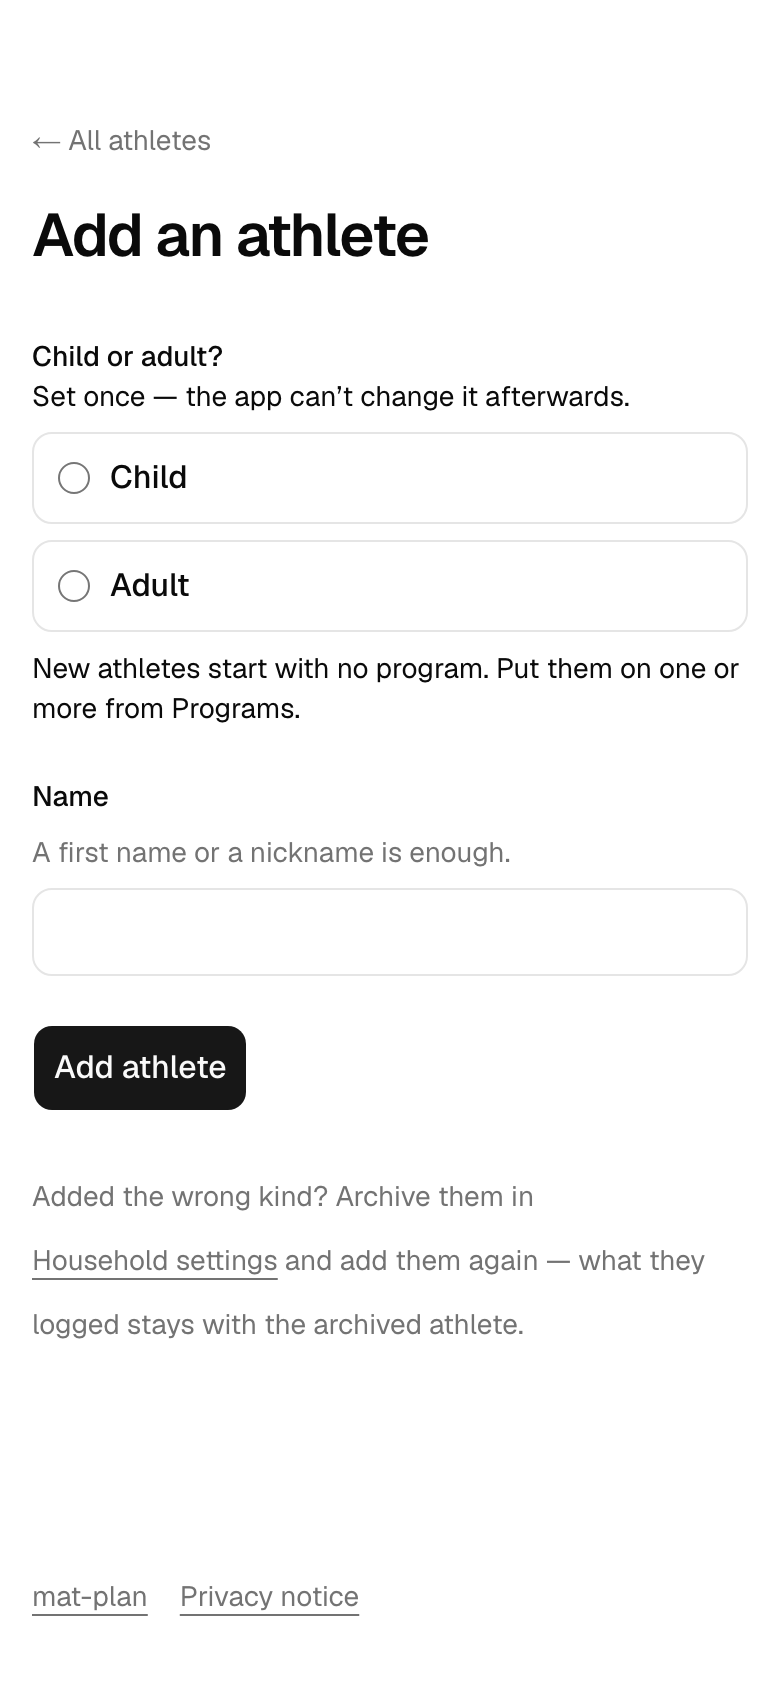 ← All athletes
Add an athlete
Child or adult?
Set once — the app can’t change it afterwards.
Child
Adult
New athletes start with no program. Put them on one or
more from Programs.
Name
A first name or a nickname is enough.
Add athlete
Added the wrong kind? Archive them in
Household settings and add them again — what they
logged stays with the archived athlete.
mat-plan Privacy notice